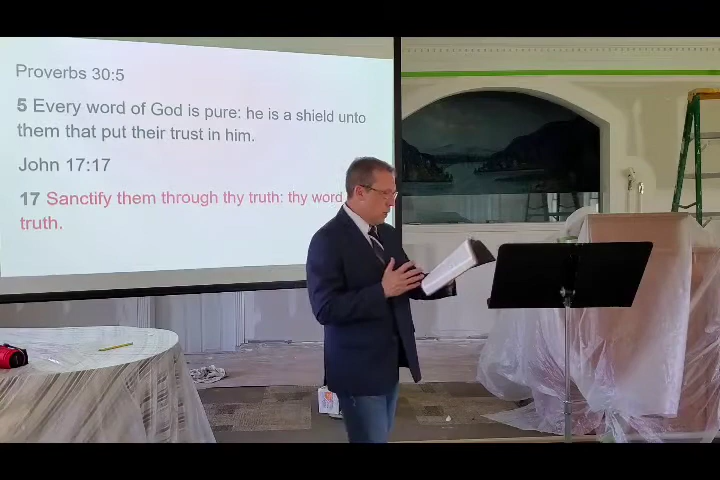 Proverbs 30:5
5 Every word of God is pure: he is a shield unto
them that put their trust in him.
John 17:17
17 Sanctify them through thy truth: thy word
truth.